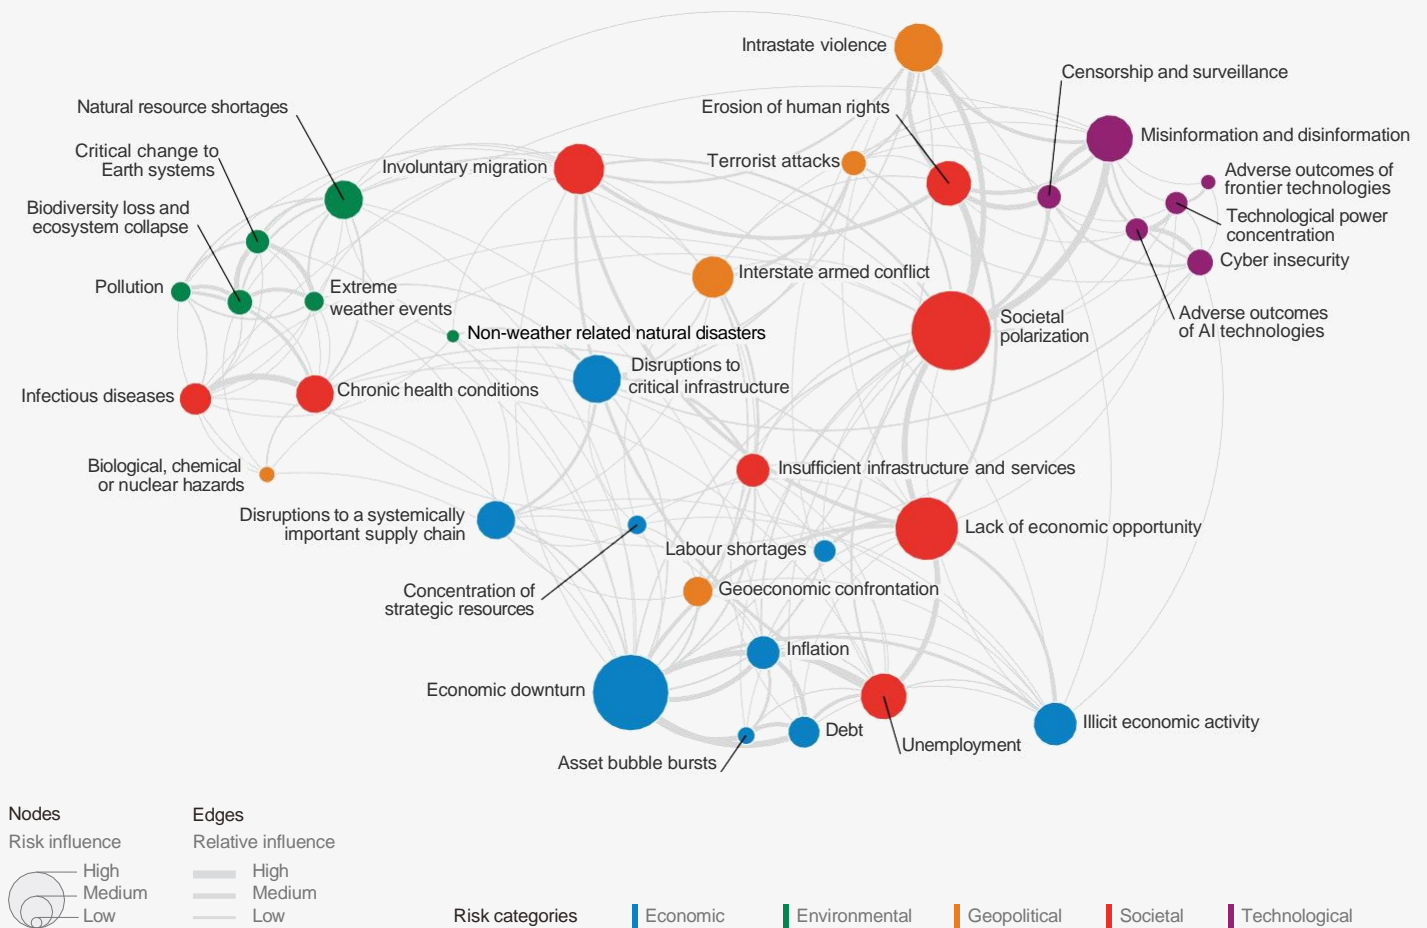 Intrastate violence
Censorship and surveillance
Natural resource shortages
Erosion of human rights
Misinformation and disinformation
Critical change to
Earth systems
Involuntary migration
Terrorist attacks
Adverse outcomes of
frontier technologies
Biodiversity loss and
ecosystem collapse
Technological power
concentration
Pollution
Extreme
weather events
Interstate armed conflict
Cyber insecurity
Societal
polarization
Adverse outcomes
of AI technologies
Non-weather related natural disasters
Disruptions to
critical infrastructure
Infectious diseases
Chronic health conditions
Biological, chemical
or nuclear hazards
Insufficient infrastructure and services
Disruptions to a systemically
important supply chain
Lack of economic opportunity
Labour shortages
Concentration of
strategic resources
Geoeconomic confrontation
Inflation
Economic downturn
Debt
Illicit economic activity
Unemployment
Asset bubble bursts
Nodes
Risk influence
High
Medium
Low
Edges
Relative influence
High
Medium
Low
Risk categories
Economic
Environmental
Geopolitical
Societal
Technological